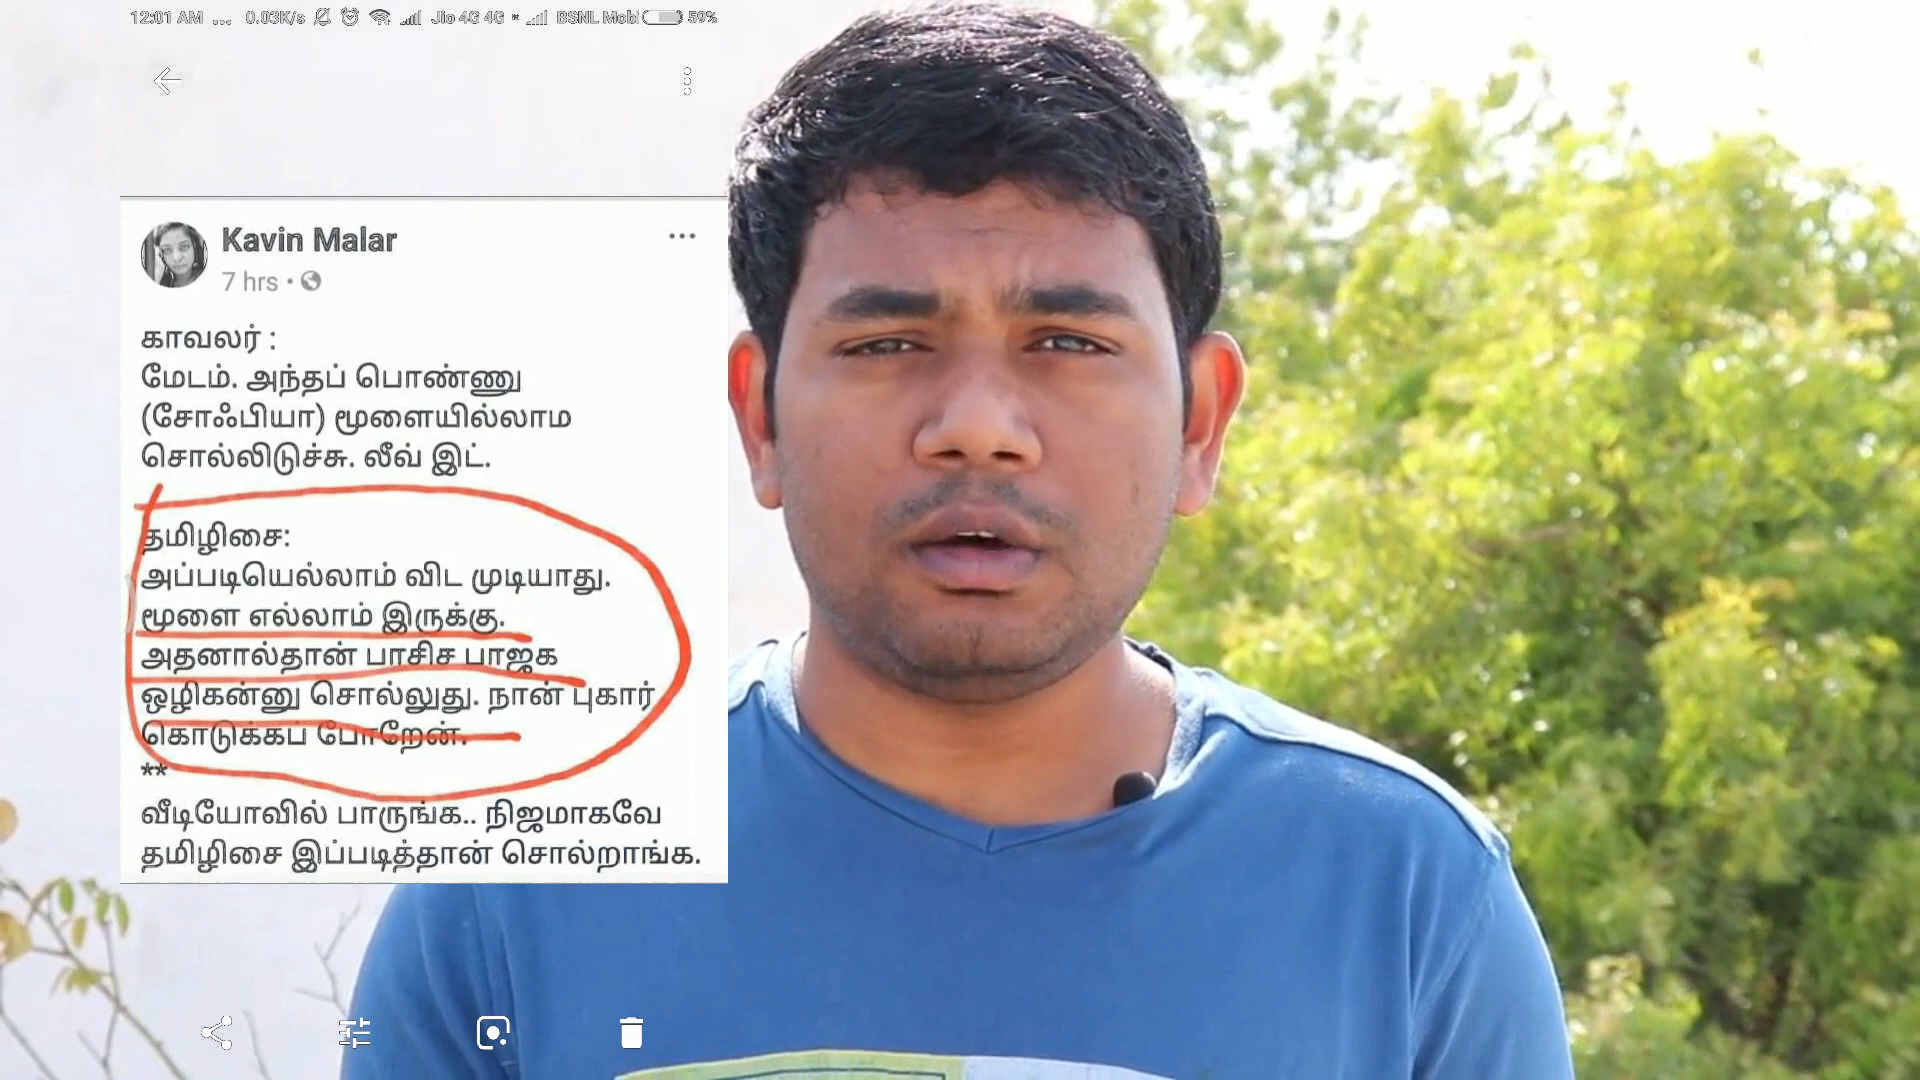 12:01 AM ... 0.03K/s Jio 4G 4G BSNL Mobi 59%
Kavin Malar
7 hrs •
காவலர் :
மேடம். அந்தப் பொண்ணு
(சோஃபியா) மூளையில்லாம
சொல்லிடுச்சு. லீவ் இட்.
தமிழிசை:
அப்படியெல்லாம் விட முடியாது.
மூளை எல்லாம் இருக்கு.
அதனால்தான் பாசிச பாஜக
ஒழிகன்னு சொல்லுது. நான் புகார்
கொடுக்கப் போறேன்.
**
வீடியோவில் பாருங்க.. நிஜமாகவே
தமிழிசை இப்படித்தான் சொல்றாங்க.